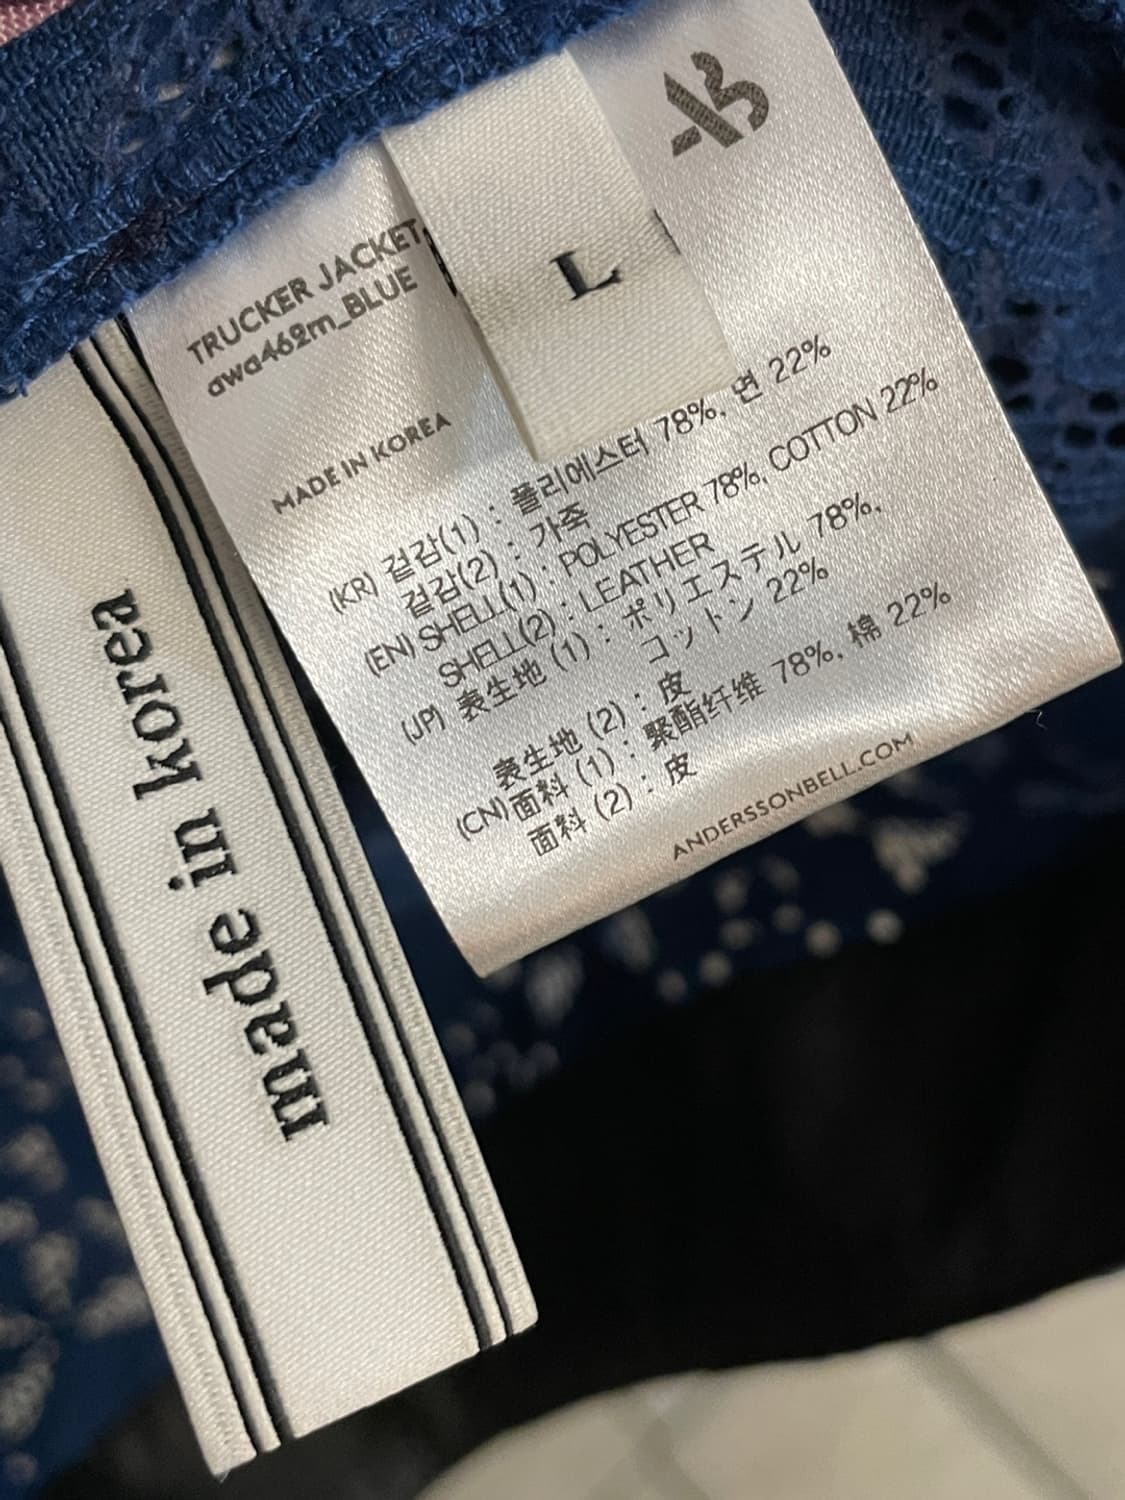 AB
L
TRUCKER JACKET
awa462m_BLUE
MADE IN KOREA
(KR) 겉감(1) : 폴리에스터 78%, 면 22%
겉감(2) : 가죽
(EN) SHELL(1) : POLYESTER 78%, COTTON 22%
SHELL(2) : LEATHER
(JP) 表生地 (1) : ポリエステル 78%,
コットン 22%
表生地 (2) : 皮
(CN) 面料 (1) : 聚酯纤维 78%, 棉 22%
面料 (2) : 皮
ANDERSSONBELL.COM
made in korea